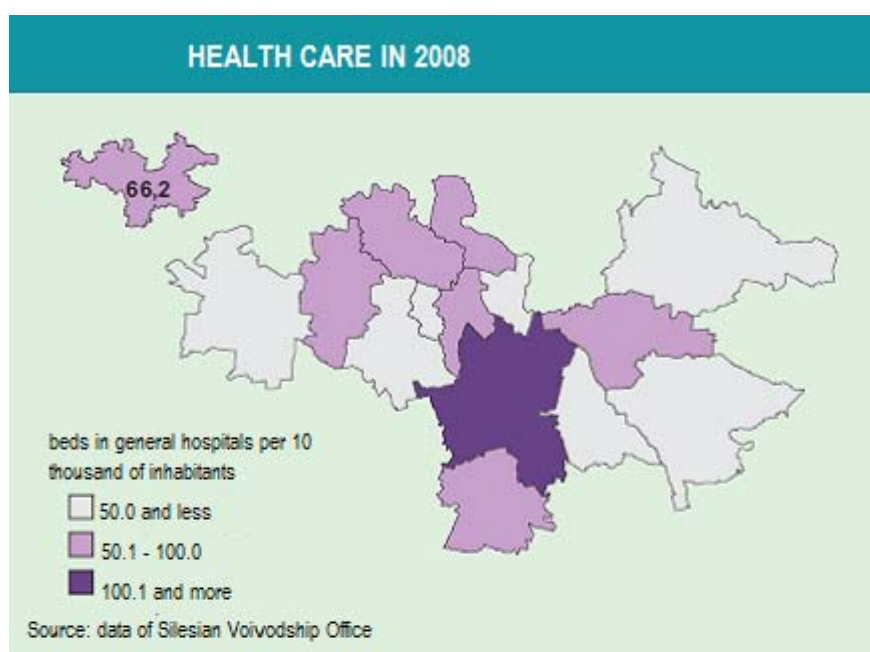 HEALTH CARE IN 2008
66,2
beds in general hospitals per 10
thousand of inhabitants
50.0 and less
50.1 - 100.0
100.1 and more
Source: data of Silesian Voivodship Office